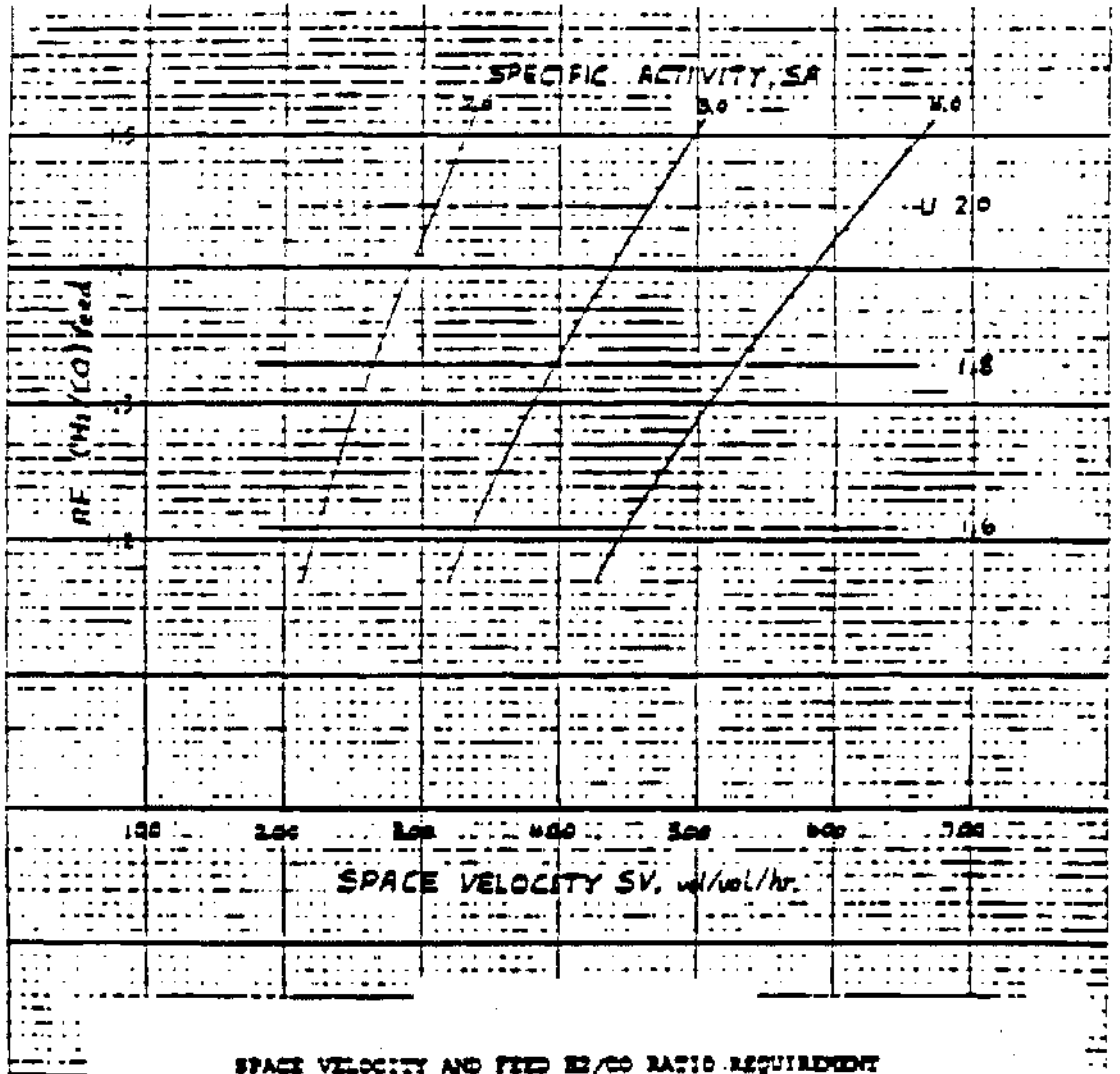 SPECIFIC ACTIVITY, SA
2.0 3.0 4.0
1.5
U 2.0
RF (H2/CO) feed
1.8
1.6
100 200 300 400 500 600 700
SPACE VELOCITY SV, vol/vol/hr.
SPACE VELOCITY AND FEED H2/CO RATIO REQUIREMENT